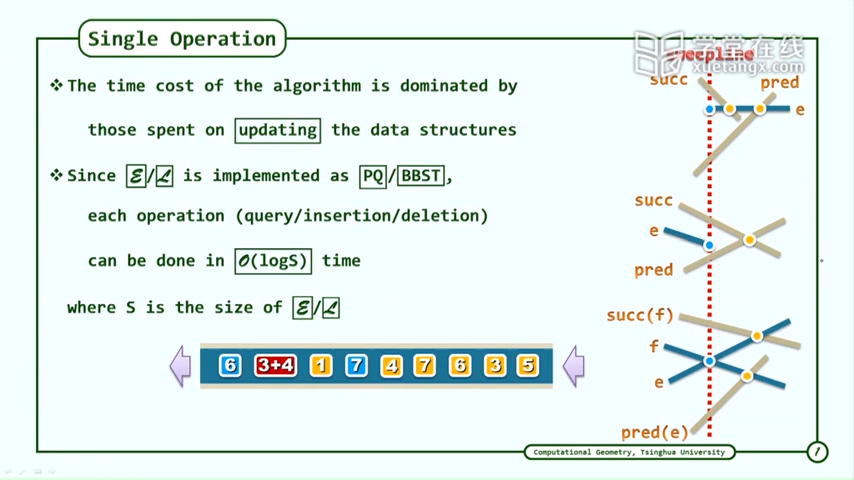 Single Operation
学堂在线
xuetangx.com
sweepline
❖The time cost of the algorithm is dominated by
those spent on updating the data structures
❖Since ℰ/ℒ is implemented as PQ/BBST,
each operation (query/insertion/deletion)
can be done in 𝒪(logS) time
where S is the size of ℰ/ℒ
6 3+4 1 7 4 7 6 3 5
succ
pred
e
succ
e
pred
succ(f)
f
e
pred(e)
Computational Geometry, Tsinghua University